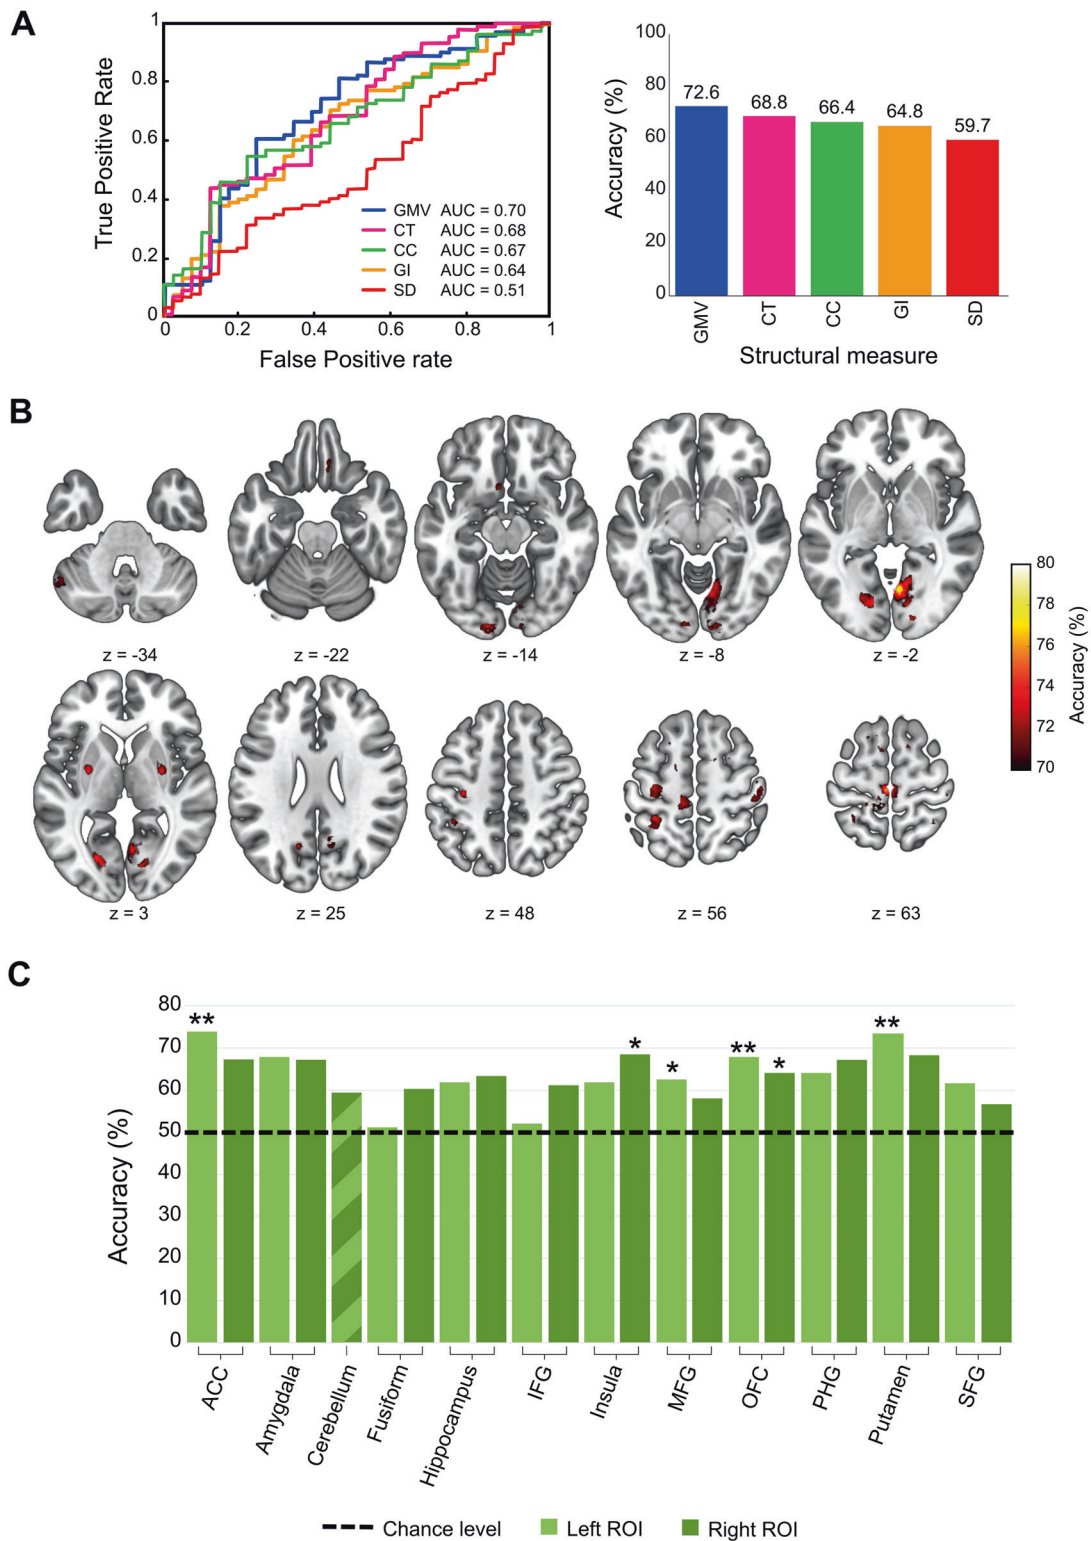 A
True Positive Rate
1
0.8
0.6
0.4
0.2
0
0 0.2 0.4 0.6 0.8 1
False Positive rate
GMV AUC = 0.70
CT AUC = 0.68
CC AUC = 0.67
GI AUC = 0.64
SD AUC = 0.51
Accuracy (%)
100
80
60
40
20
0
72.6 68.8 66.4 64.8 59.7
GMV CT CC GI SD
Structural measure
B
z = -34 z = -22 z = -14 z = -8 z = -2
z = 3 z = 25 z = 48 z = 56 z = 63
80
78
76
74
72
70
Accuracy (%)
C
Accuracy (%)
80
70
60
50
40
30
20
10
0
** * * ** * **
ACC Amygdala Cerebellum Fusiform Hippocampus IFG Insula MFG OFC PHG Putamen SFG
Chance level Left ROI Right ROI